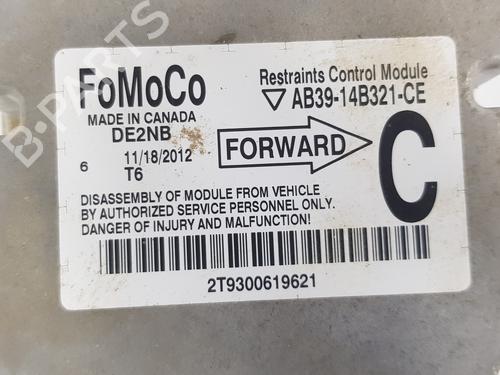 FoMoCo
MADE IN CANADA
DE2NB
6 11/18/2012
T6
Restraints Control Module
AB39-14B321-CE
FORWARD
C
DISASSEMBLY OF MODULE FROM VEHICLE
BY AUTHORIZED SERVICE PERSONNEL ONLY.
DANGER OF INJURY AND MALFUNCTION!
2T9300619621
B-PARTS